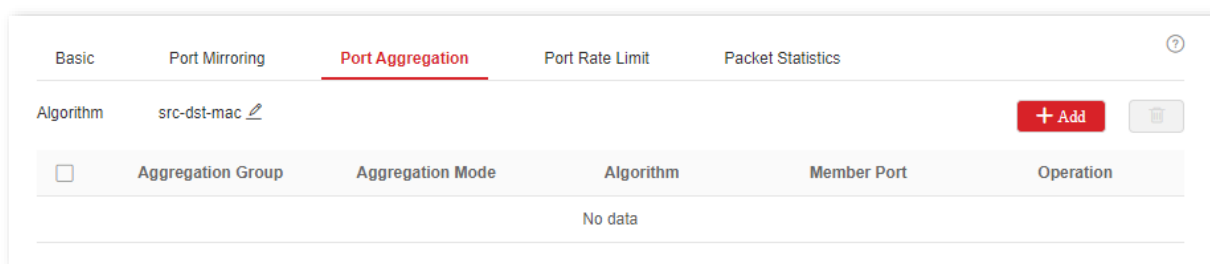 Basic Port Mirroring Port Aggregation Port Rate Limit Packet Statistics ?
Algorithm src-dst-mac + Add
Aggregation Group Aggregation Mode Algorithm Member Port Operation
No data